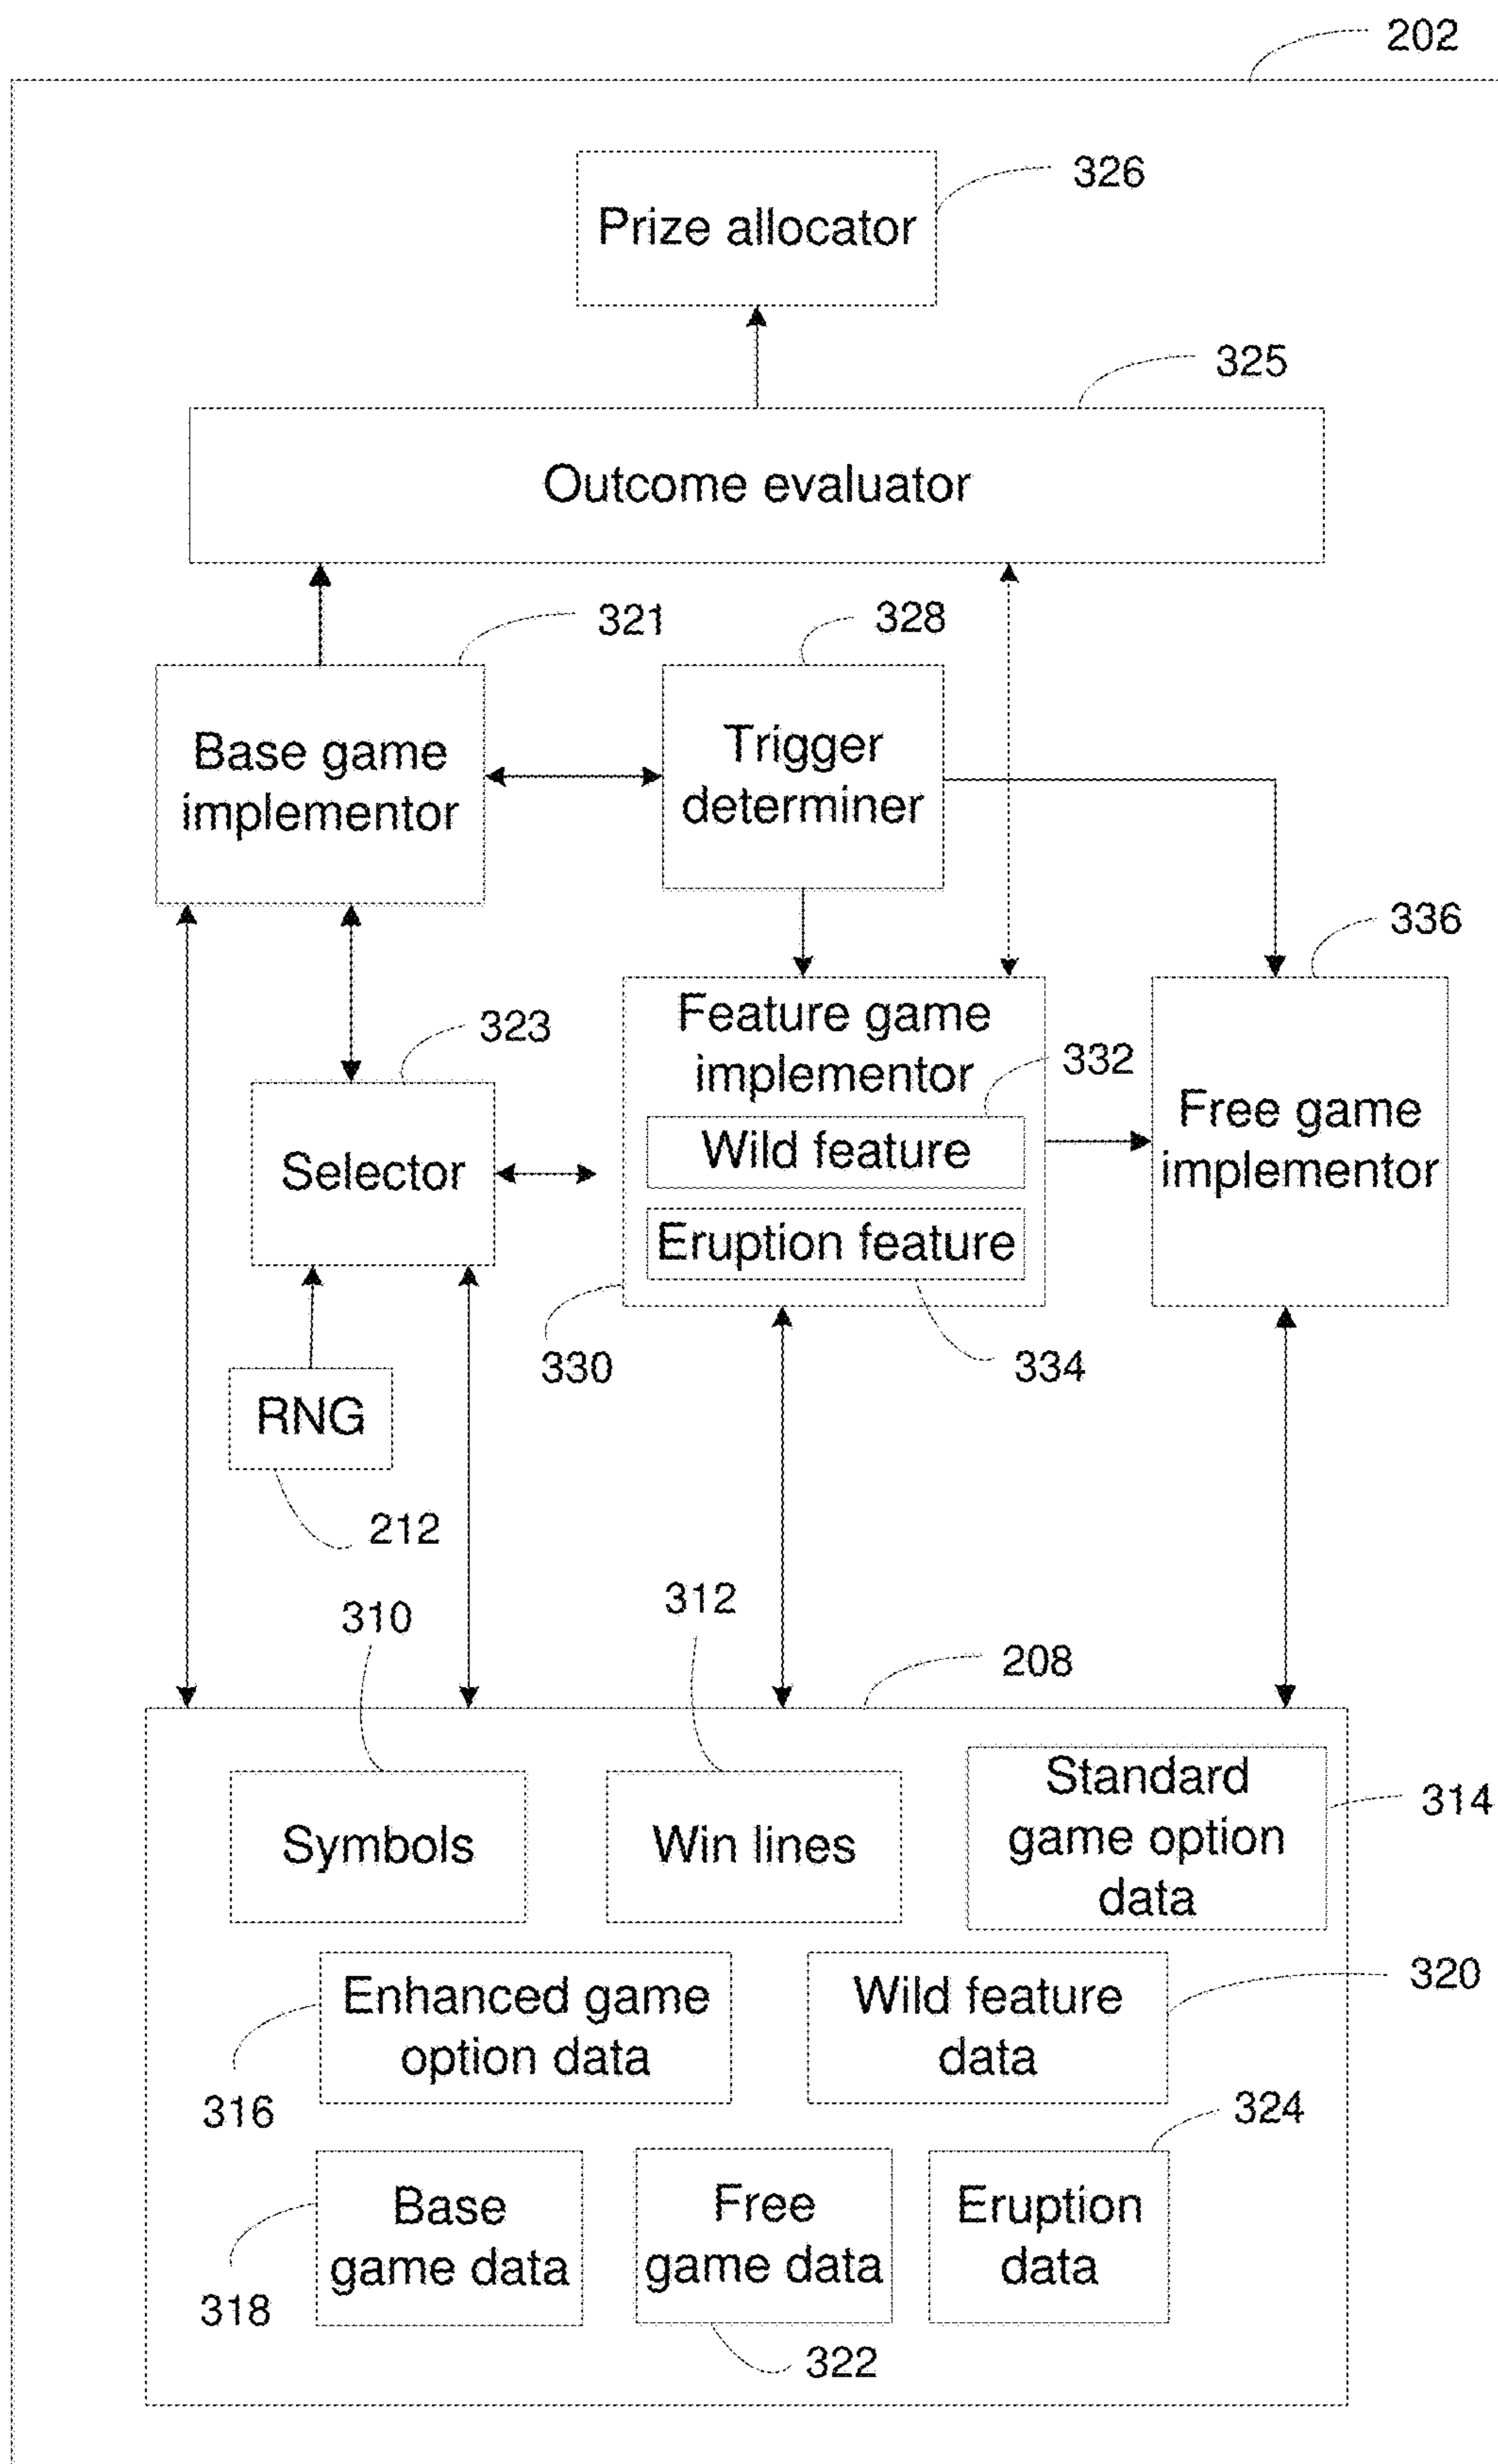 202
326
Prize allocator
325
Outcome evaluator
321
328
Base game
implementor
Trigger
determiner
336
323
Feature game
implementor
332
Selector
Wild feature
Free game
implementor
Eruption feature
330
334
RNG
212
310
312
208
Symbols
Win lines
Standard
game option
data
314
Enhanced game
option data
Wild feature
data
320
316
324
Base
game data
Free
game data
Eruption
data
318
322